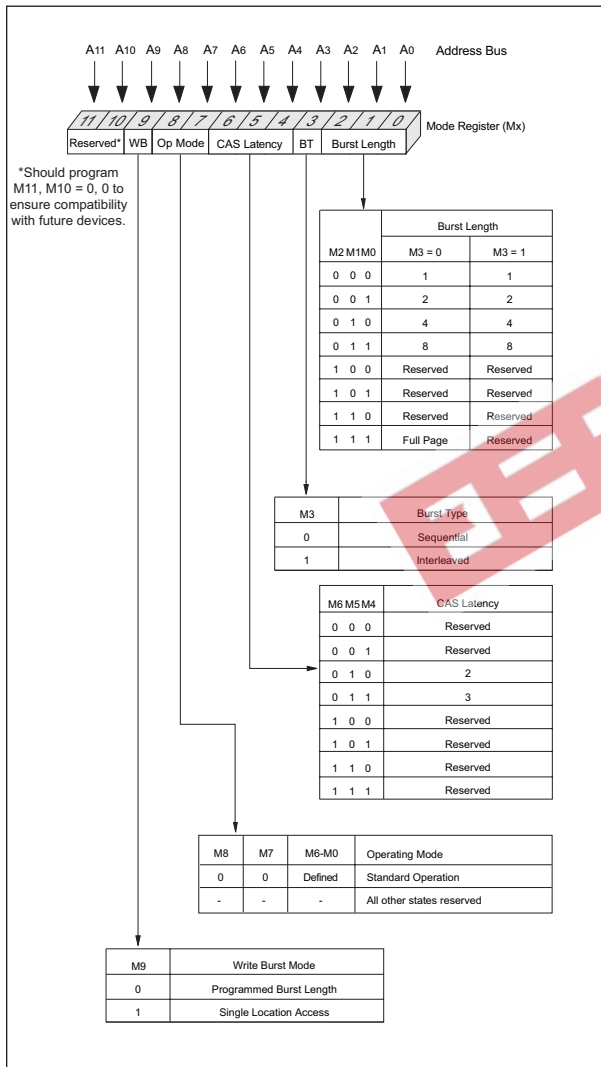 A11 A10 A9 A8 A7 A6 A5 A4 A3 A2 A1 A0 Address Bus
11 10 9 8 7 6 5 4 3 2 1 0 Mode Register (Mx)
Reserved* WB Op Mode CAS Latency BT Burst Length
*Should program
M11, M10 = 0, 0 to
ensure compatibility
with future devices.
Burst Length
M2 M1 M0 M3 = 0 M3 = 1
0 0 0 1 1
0 0 1 2 2
0 1 0 4 4
0 1 1 8 8
1 0 0 Reserved Reserved
1 0 1 Reserved Reserved
1 1 0 Reserved Reserved
1 1 1 Full Page Reserved
M3 Burst Type
0 Sequential
1 Interleaved
M6 M5 M4 CAS Latency
0 0 0 Reserved
0 0 1 Reserved
0 1 0 2
0 1 1 3
1 0 0 Reserved
1 0 1 Reserved
1 1 0 Reserved
1 1 1 Reserved
M8 M7 M6-M0 Operating Mode
0 0 Defined Standard Operation
- - - All other states reserved
M9 Write Burst Mode
0 Programmed Burst Length
1 Single Location Access